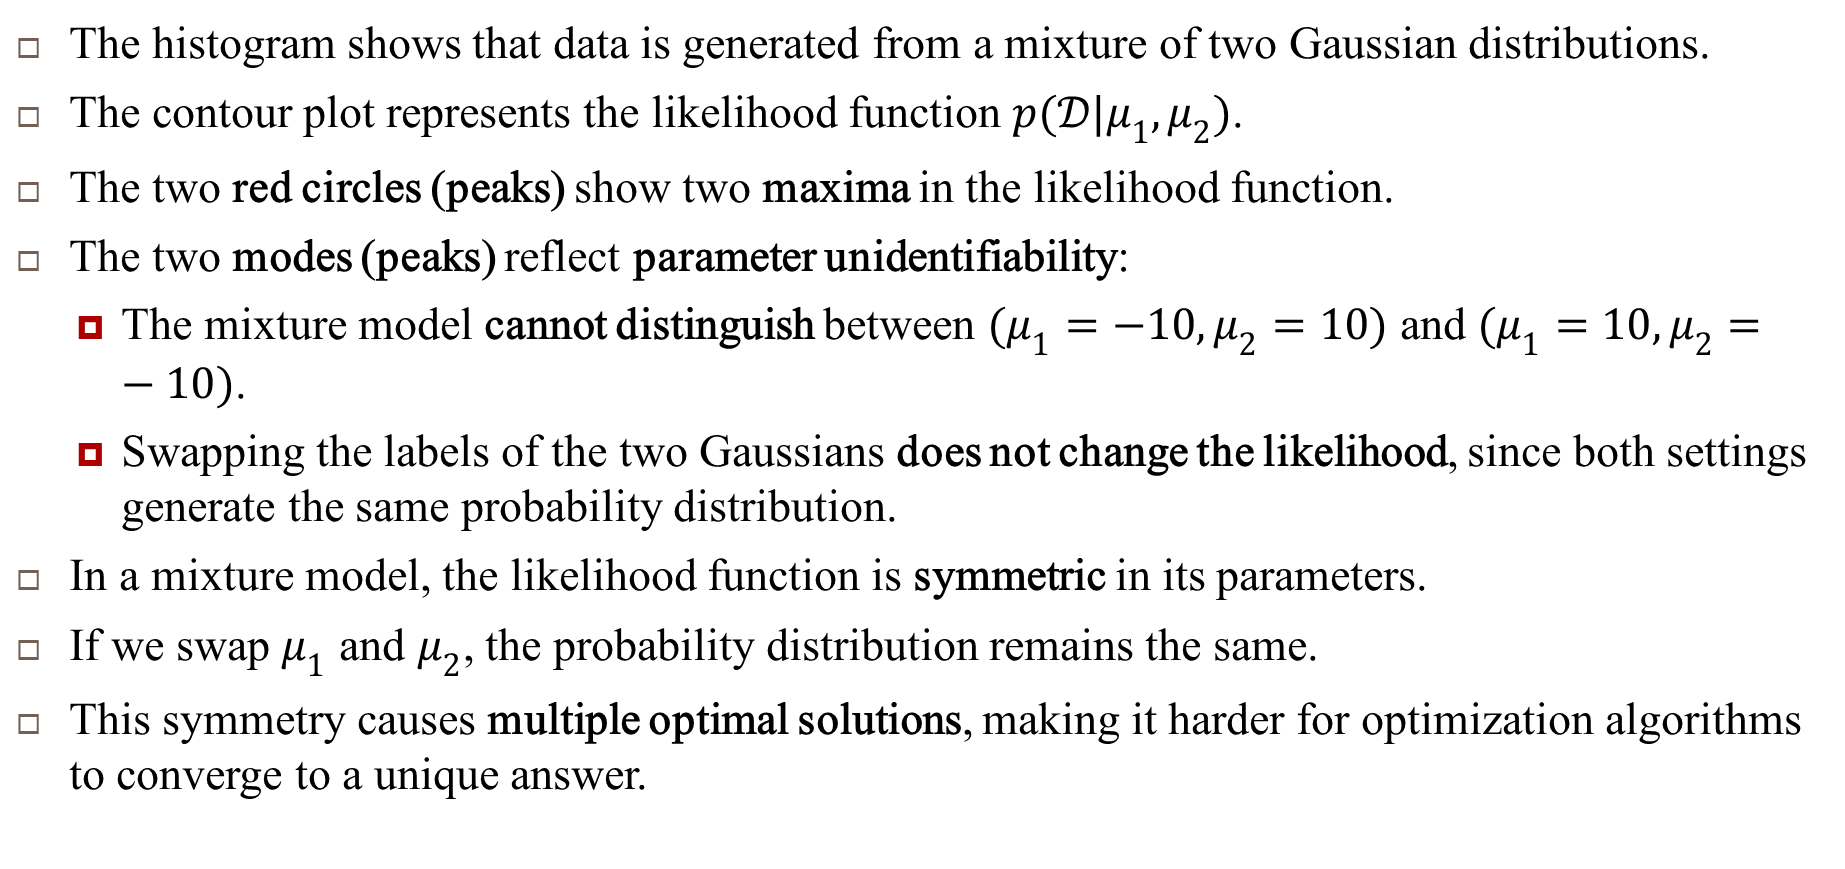 The histogram shows that data is generated from a mixture of two Gaussian distributions.
The contour plot represents the likelihood function p(𝒟|μ₁, μ₂).
The two red circles (peaks) show two maxima in the likelihood function.
The two modes (peaks) reflect parameter unidentifiability:
The mixture model cannot distinguish between (μ₁ = −10, μ₂ = 10) and (μ₁ = 10, μ₂ =
− 10).
Swapping the labels of the two Gaussians does not change the likelihood, since both settings
generate the same probability distribution.
In a mixture model, the likelihood function is symmetric in its parameters.
If we swap μ₁ and μ₂, the probability distribution remains the same.
This symmetry causes multiple optimal solutions, making it harder for optimization algorithms
to converge to a unique answer.